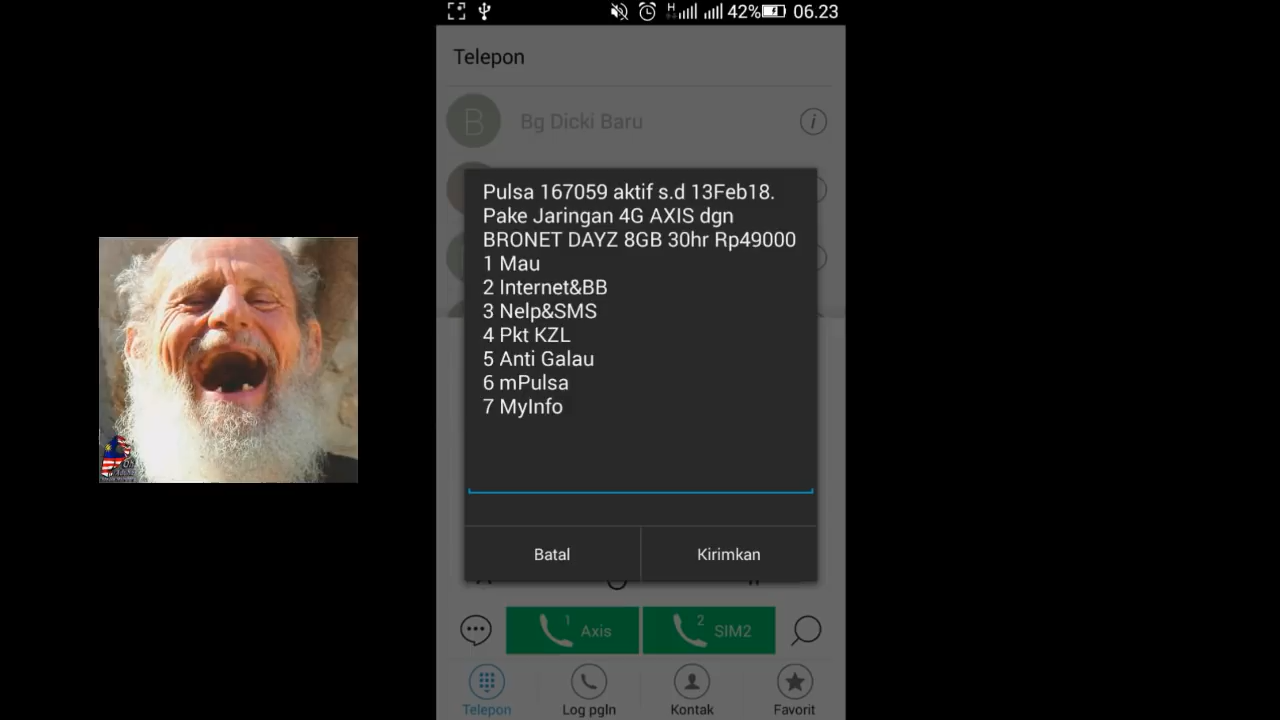 H 42% 06.23
Telepon
B Bg Dicki Baru i
Pulsa 167059 aktif s.d 13Feb18.
Pake Jaringan 4G AXIS dgn
BRONET DAYZ 8GB 30hr Rp49000
1 Mau
2 Internet&BB
3 Nelp&SMS
4 Pkt KZL
5 Anti Galau
6 mPulsa
7 MyInfo
Batal Kirimkan
1 Axis 2 SIM2
Telepon Log pgln Kontak Favorit